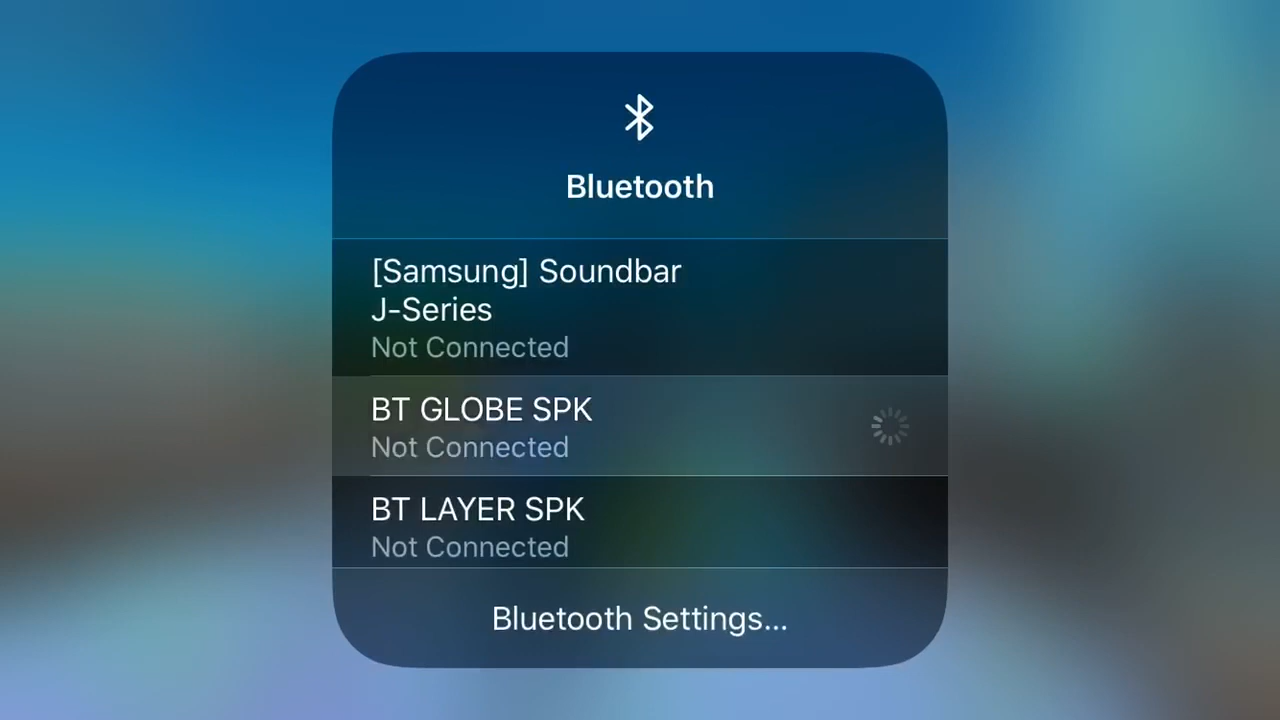 Bluetooth
[Samsung] Soundbar
J-Series
Not Connected
BT GLOBE SPK
Not Connected
BT LAYER SPK
Not Connected
Bluetooth Settings...